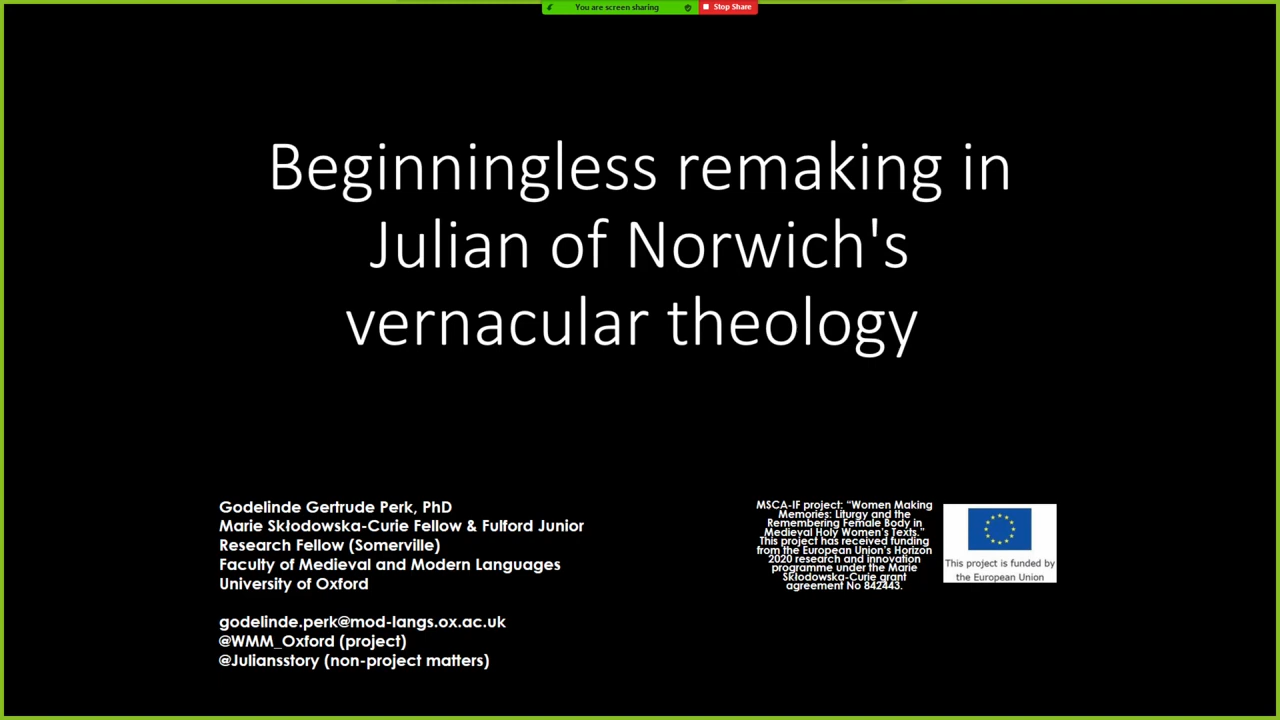 You are screen sharing
Stop Share
Beginningless remaking in
Julian of Norwich's
vernacular theology
Godelinde Gertrude Perk, PhD
Marie Skłodowska-Curie Fellow & Fulford Junior
Research Fellow (Somerville)
Faculty of Medieval and Modern Languages
University of Oxford
godelinde.perk@mod-langs.ox.ac.uk
@WMM_Oxford (project)
@Juliansstory (non-project matters)
MSCA-IF project: “Women Making
Memories: Liturgy and the
Remembering Female Body in
Medieval Holy Women's Texts.”
This project has received funding
from the European Union's Horizon
2020 research and innovation
programme under the Marie
Skłodowska-Curie grant
agreement No 842443.
This project is funded by
the European Union